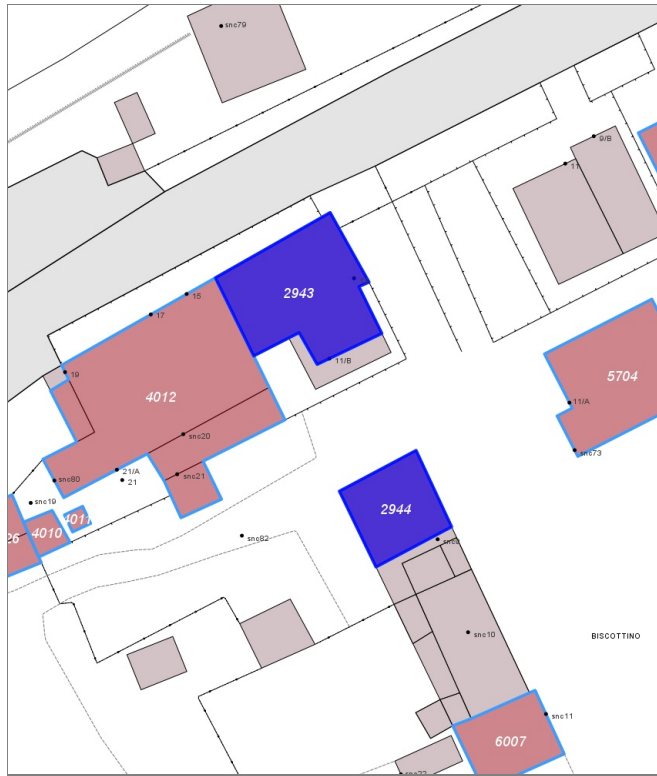 snc79
9/B
11
2943
15
17
11/B
19
4012
5704
11/A
snc20
snc73
21/A
snc21
21
snc80
snc19
2944
4011
26
4010
snc82
snc10
BISCOTTINO
snc11
6007